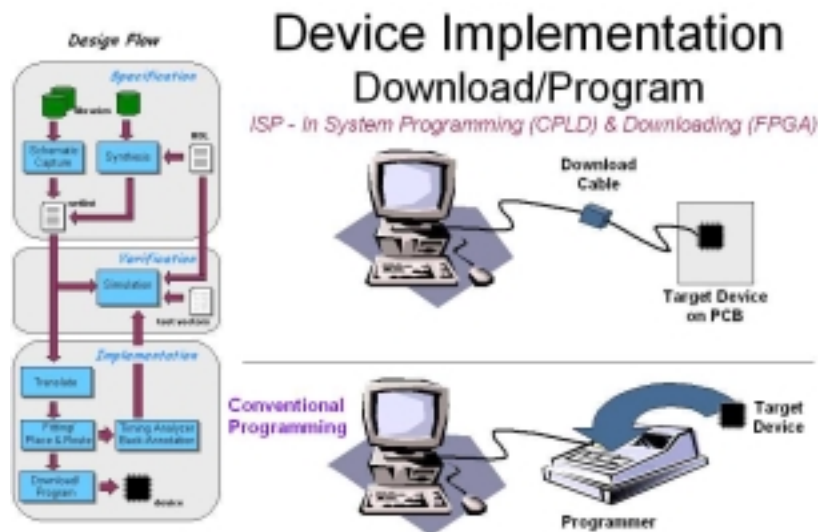 Design Flow
Specification
libraries
HDL
Schematic
Capture
Synthesis
netlist
Verification
Simulation
test vectors
Implementation
Translate
Fitting/
Place & Route
Timing Analyzer
Back-Annotation
Download/
Program
device
Device Implementation
Download/Program
ISP - In System Programming (CPLD) & Downloading (FPGA)
Download
Cable
Target Device
on PCB
Conventional
Programming
Target
Device
Programmer